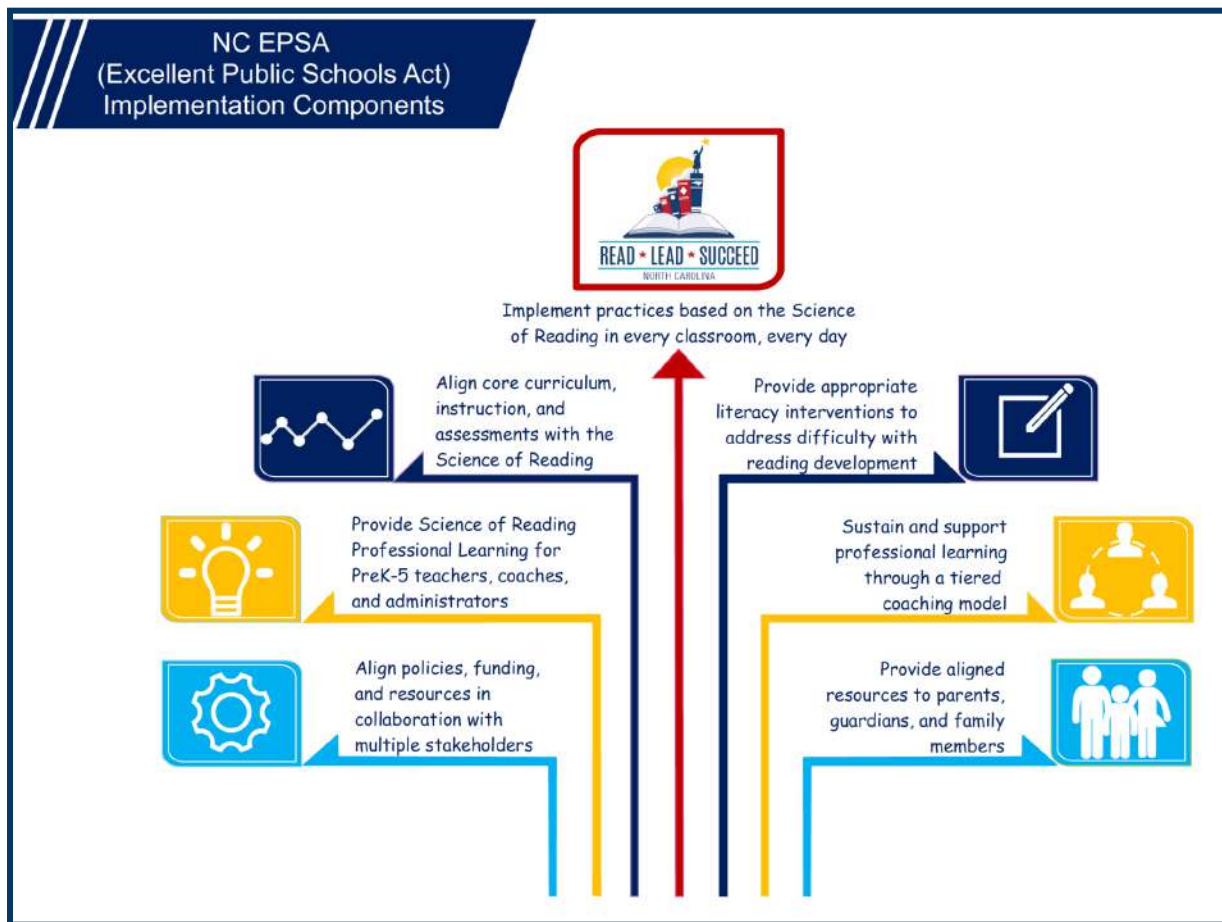 NC EPSA
(Excellent Public Schools Act)
Implementation Components
READ ★ LEAD ★ SUCCEED
NORTH CAROLINA
Implement practices based on the Science
of Reading in every classroom, every day
Align core curriculum,
instruction, and
assessments with the
Science of Reading
Provide appropriate
literacy interventions to
address difficulty with
reading development
Provide Science of Reading
Professional Learning for
PreK-5 teachers, coaches,
and administrators
Sustain and support
professional learning
through a tiered
coaching model
Align policies, funding,
and resources in
collaboration with
multiple stakeholders
Provide aligned
resources to parents,
guardians, and family
members